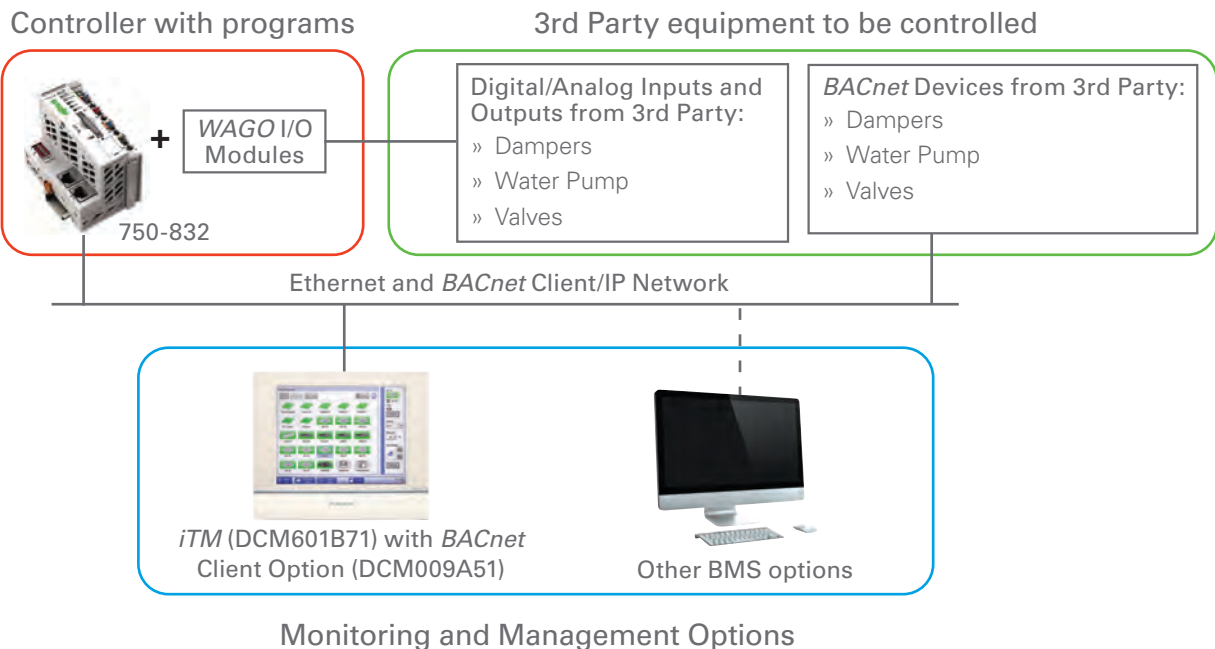 Controller with programs
3rd Party equipment to be controlled
+
WAGO I/O
Modules
750-832
Digital/Analog Inputs and
Outputs from 3rd Party:
» Dampers
» Water Pump
» Valves
BACnet Devices from 3rd Party:
» Dampers
» Water Pump
» Valves
Ethernet and BACnet Client/IP Network
iTM (DCM601B71) with BACnet
Client Option (DCM009A51)
Other BMS options
Monitoring and Management Options